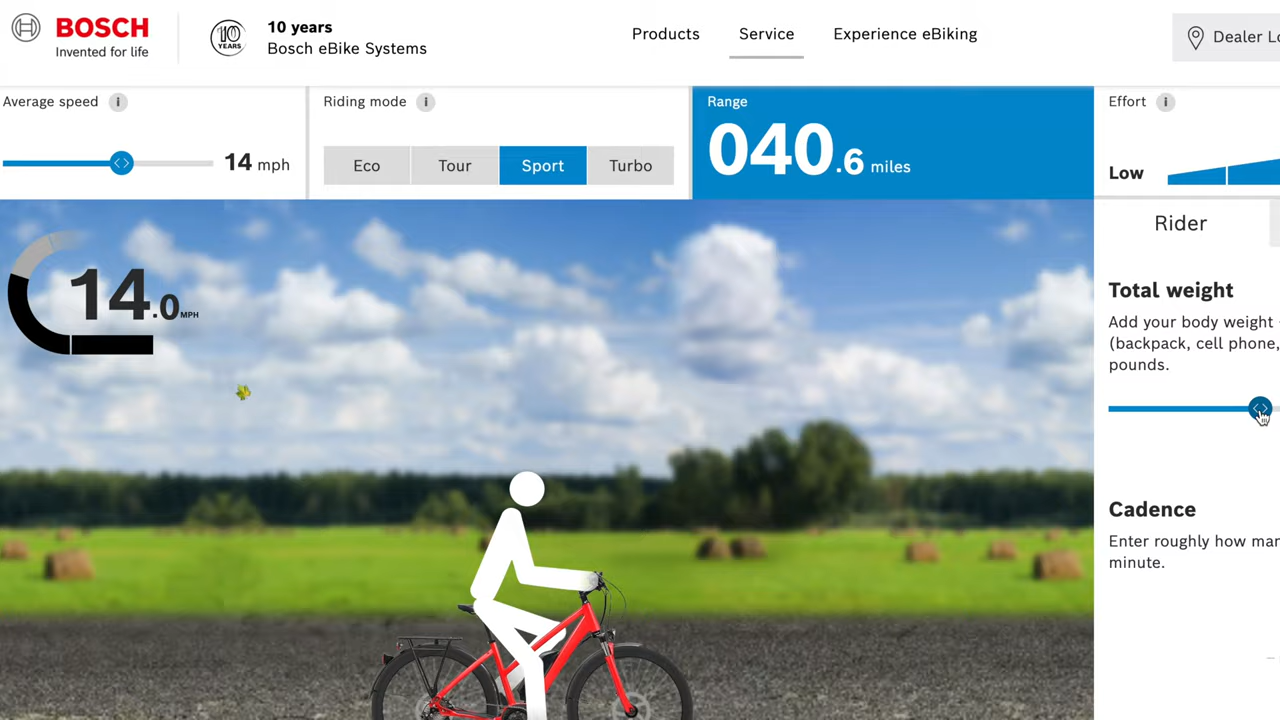 BOSCH
Invented for life
10 YEARS
10 years
Bosch eBike Systems
Products
Service
Experience eBiking
Dealer
Average speed i
14 mph
Riding mode i
Eco
Tour
Sport
Turbo
Range
040.6 miles
Effort i
Low
14.0 MPH
Rider
Total weight
Add your body weight
(backpack, cell phone,
pounds.
Cadence
Enter roughly how
minute.